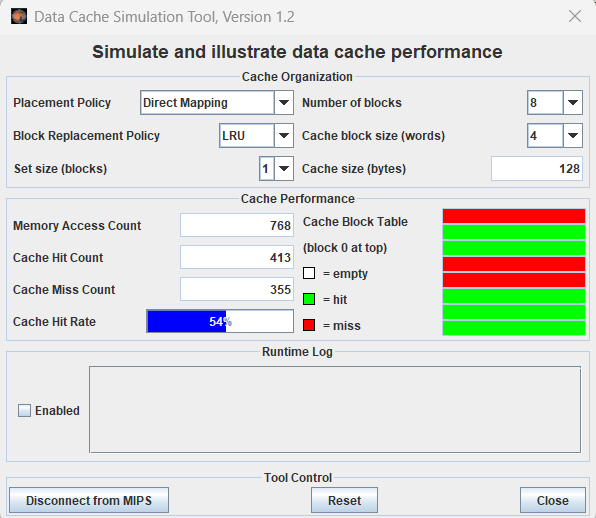 Data Cache Simulation Tool, Version 1.2
Simulate and illustrate data cache performance
Cache Organization
Placement Policy Direct Mapping Number of blocks 8
Block Replacement Policy LRU Cache block size (words) 4
Set size (blocks) 1 Cache size (bytes) 128
Cache Performance
Memory Access Count 768 Cache Block Table
Cache Hit Count 413 (block 0 at top)
= empty
Cache Miss Count 355 = hit
Cache Hit Rate 54% = miss
Runtime Log
Enabled
Tool Control
Disconnect from MIPS Reset Close